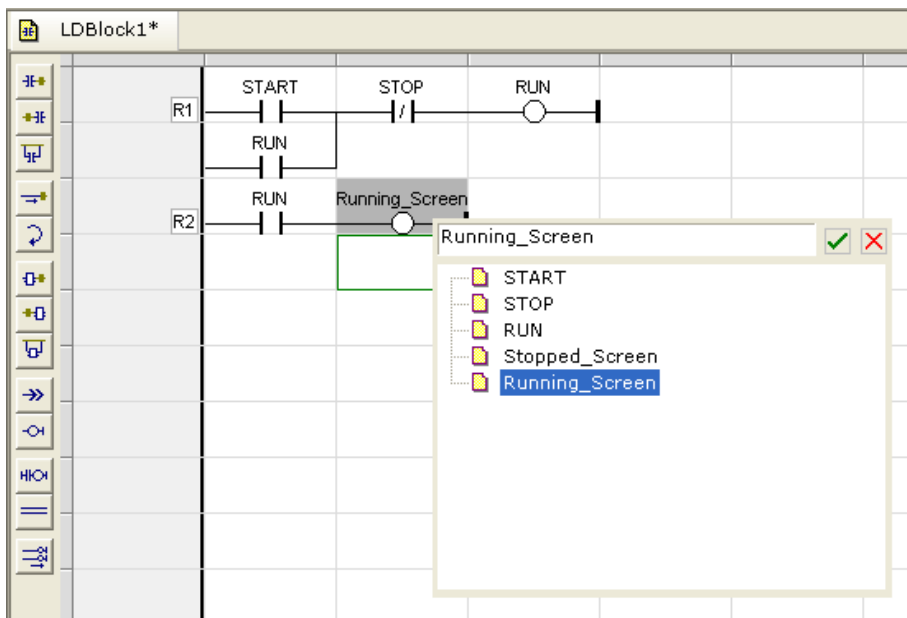 LDBlock1*
START STOP RUN
R1
RUN
RUN Running_Screen
R2
Running_Screen
START
STOP
RUN
Stopped_Screen
Running_Screen